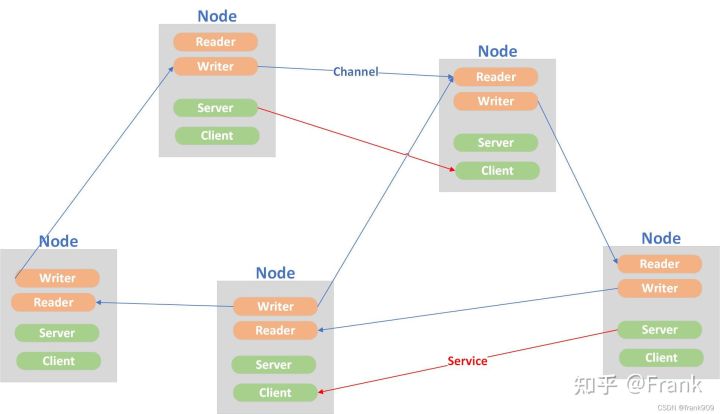 Node
Reader
Writer
Server
Client
Channel
Node
Reader
Writer
Server
Client
Node
Writer
Reader
Server
Client
Node
Writer
Reader
Server
Client
Node
Reader
Writer
Server
Client
Service
知乎 @Frank
CSDN @frank909